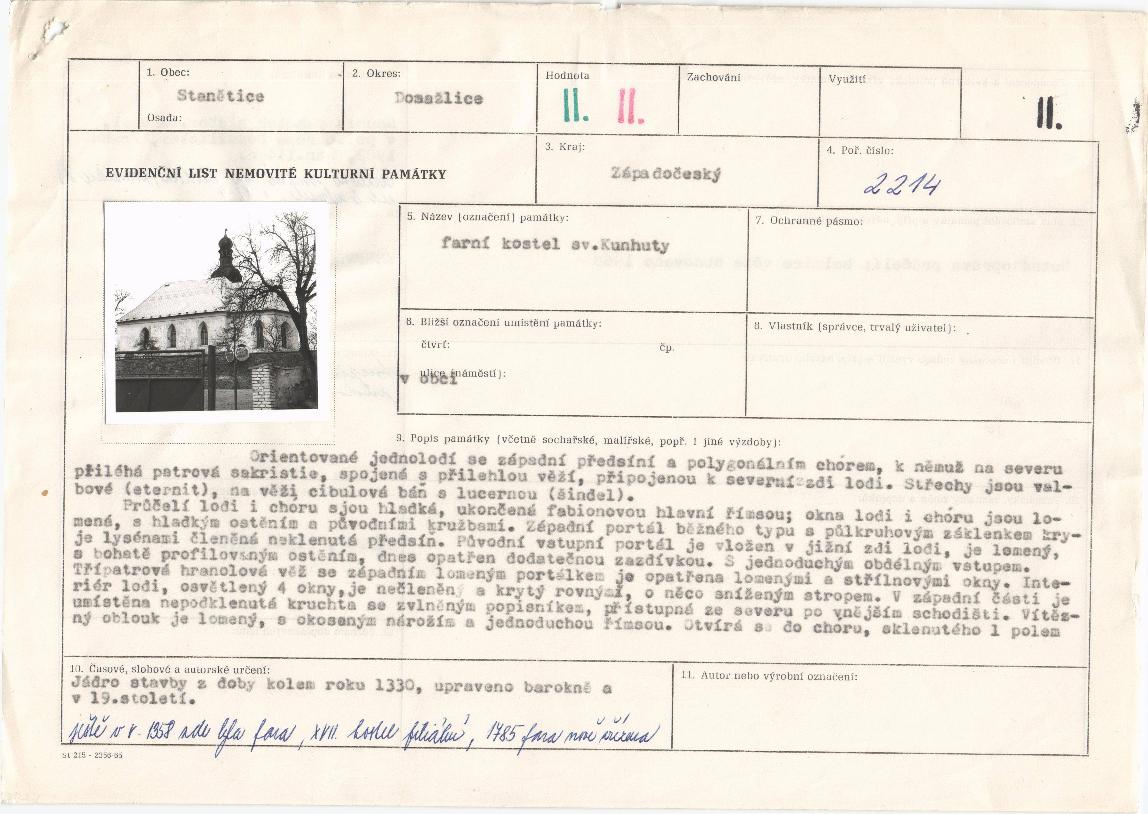 1. Obec:
Stanětice
Osada:
2. Okres:
Domažlice
Hodnota
II. II.
Zachování
Využití
II.
EVIDENČNÍ LIST NEMOVITÉ KULTURNÍ PAMÁTKY
3. Kraj:
Západočeský
4. Poř. číslo:
2214
5. Název (označení) památky:
farní kostel sv.Kunhuty
7. Ochranné pásmo:
6. Bližší označení umístění památky:
čtvrť:
čp.
ulice (náměstí):
v obci
8. Vlastník (správce, trvalý uživatel):
9. Popis památky (včetně sochařské, malířské, popř. i jiné výzdoby):
Orientované jednolodí se západní předsíní a polygonálním chórem, k němuž na severu
přiléhá patrová sakristie, spojená s přilehlou věží, připojenou k severní zdi lodi. Střechy jsou val-
bové (eternit), na věži cibulová báň s lucernou (šindel).
Průčelí lodi i choru sjou hladká, ukončená fabionovou hlavní římsou; okna lodi i chóru jsou lo-
mená, s hladkým ostěním a původními kružbami. Západní portál běžného typu s půlkruhovým záklenkem kry-
je lysénami členěná neklenutá předsíň. Původní vstupní portál je vložen v jižní zdi lodi, je lomený,
s bohatě profilovaným ostěním, dnes opatřen dodatečnou zazdívkou. S jednoduchým obdélným vstupem.
Třípatrová hranolová věž se západním lomeným portálkem je opatřena lomenými a střílnovými okny. Inte-
riér lodi, osvětlený 4 okny,je nečleněný a krytý rovným, o něco sníženým stropem. V západní části je
umístěna nepodklenutá kruchta se zvlněným popisníkem, přístupná ze severu po vnějším schodišti. Vítěz-
ný oblouk je lomený, s okoseným nárožím a jednoduchou římsou. Otvírá se do choru, sklenutého 1 polem
10. Časové, slohové a autorské určení:
Jádro stavby z doby kolem roku 1330, upraveno barokně a
v 19.století.
ještě v r. 1358 zde byla fara, XVII. kostel filiální, 1785 fara nově zřízena
11. Autor nebo výrobní označení:
St 215 - 2356-65